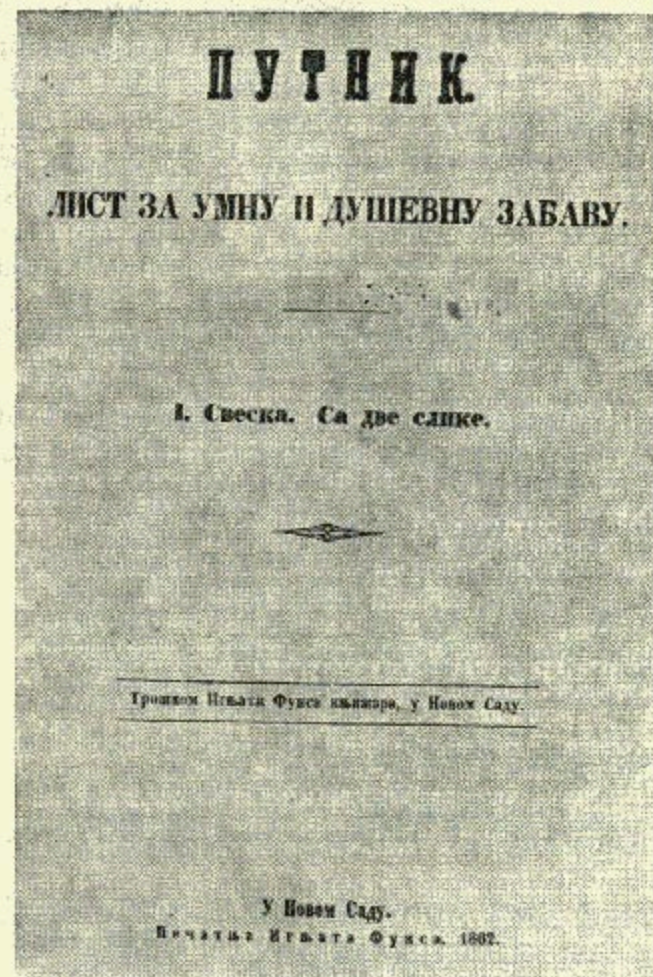 ПУТНИК.
ЛИСТ ЗА УМНУ И ДУШЕВНУ ЗАБАВУ.
I. Свеска. Са две слике.
Трошком Игњата Фукса књижара, у Новом Саду.
У Новом Саду.
Печатња Игњата Фукса. 1862.